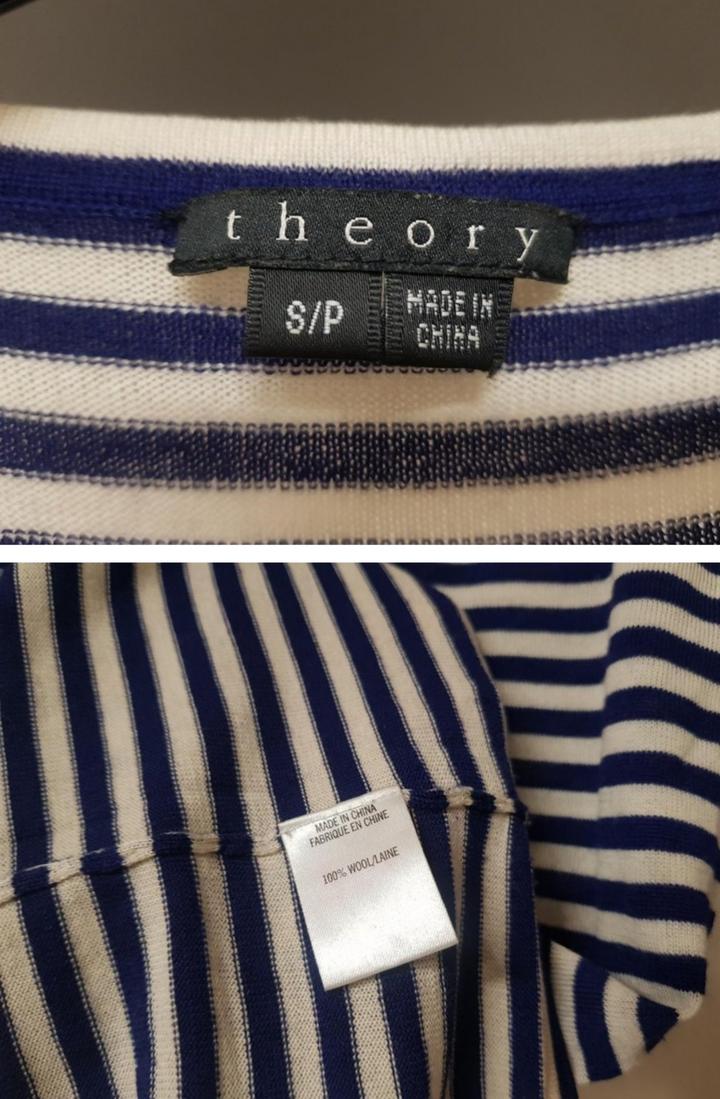 theory
S/P
MADE IN
CHINA
MADE IN CHINA
FABRIQUE EN CHINE
100% WOOL/LAINE